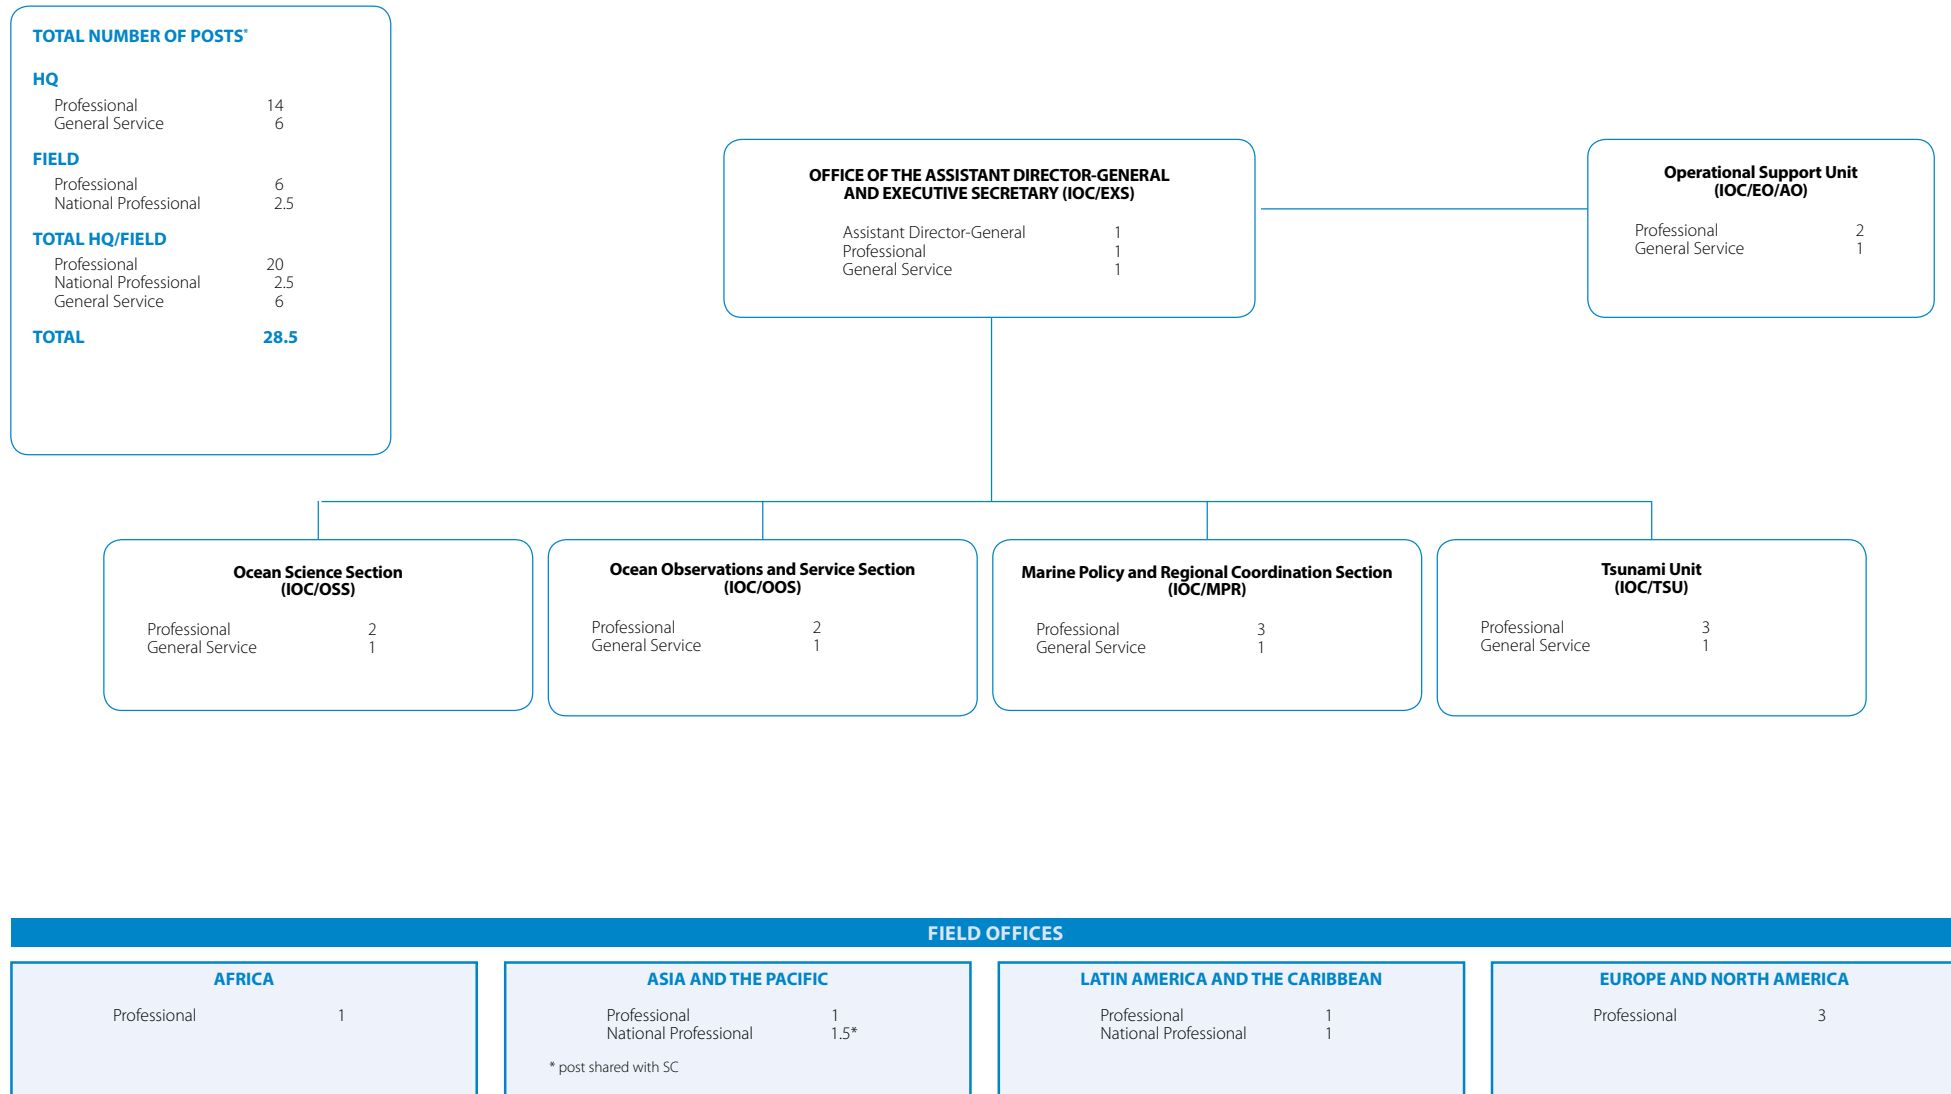 TOTAL NUMBER OF POSTS*
HQ
Professional 14
General Service 6
FIELD
Professional 6
National Professional 2.5
TOTAL HQ/FIELD
Professional 20
National Professional 2.5
General Service 6
TOTAL 28.5
OFFICE OF THE ASSISTANT DIRECTOR-GENERAL
AND EXECUTIVE SECRETARY (IOC/EXS)
Assistant Director-General 1
Professional 1
General Service 1
Operational Support Unit
(IOC/EO/AO)
Professional 2
General Service 1
Ocean Science Section
(IOC/OSS)
Professional 2
General Service 1
Ocean Observations and Service Section
(IOC/OOS)
Professional 2
General Service 1
Marine Policy and Regional Coordination Section
(IOC/MPR)
Professional 3
General Service 1
Tsunami Unit
(IOC/TSU)
Professional 3
General Service 1
FIELD OFFICES
AFRICA
Professional 1
ASIA AND THE PACIFIC
Professional 1
National Professional 1.5*
* post shared with SC
LATIN AMERICA AND THE CARIBBEAN
Professional 1
National Professional 1
EUROPE AND NORTH AMERICA
Professional 3